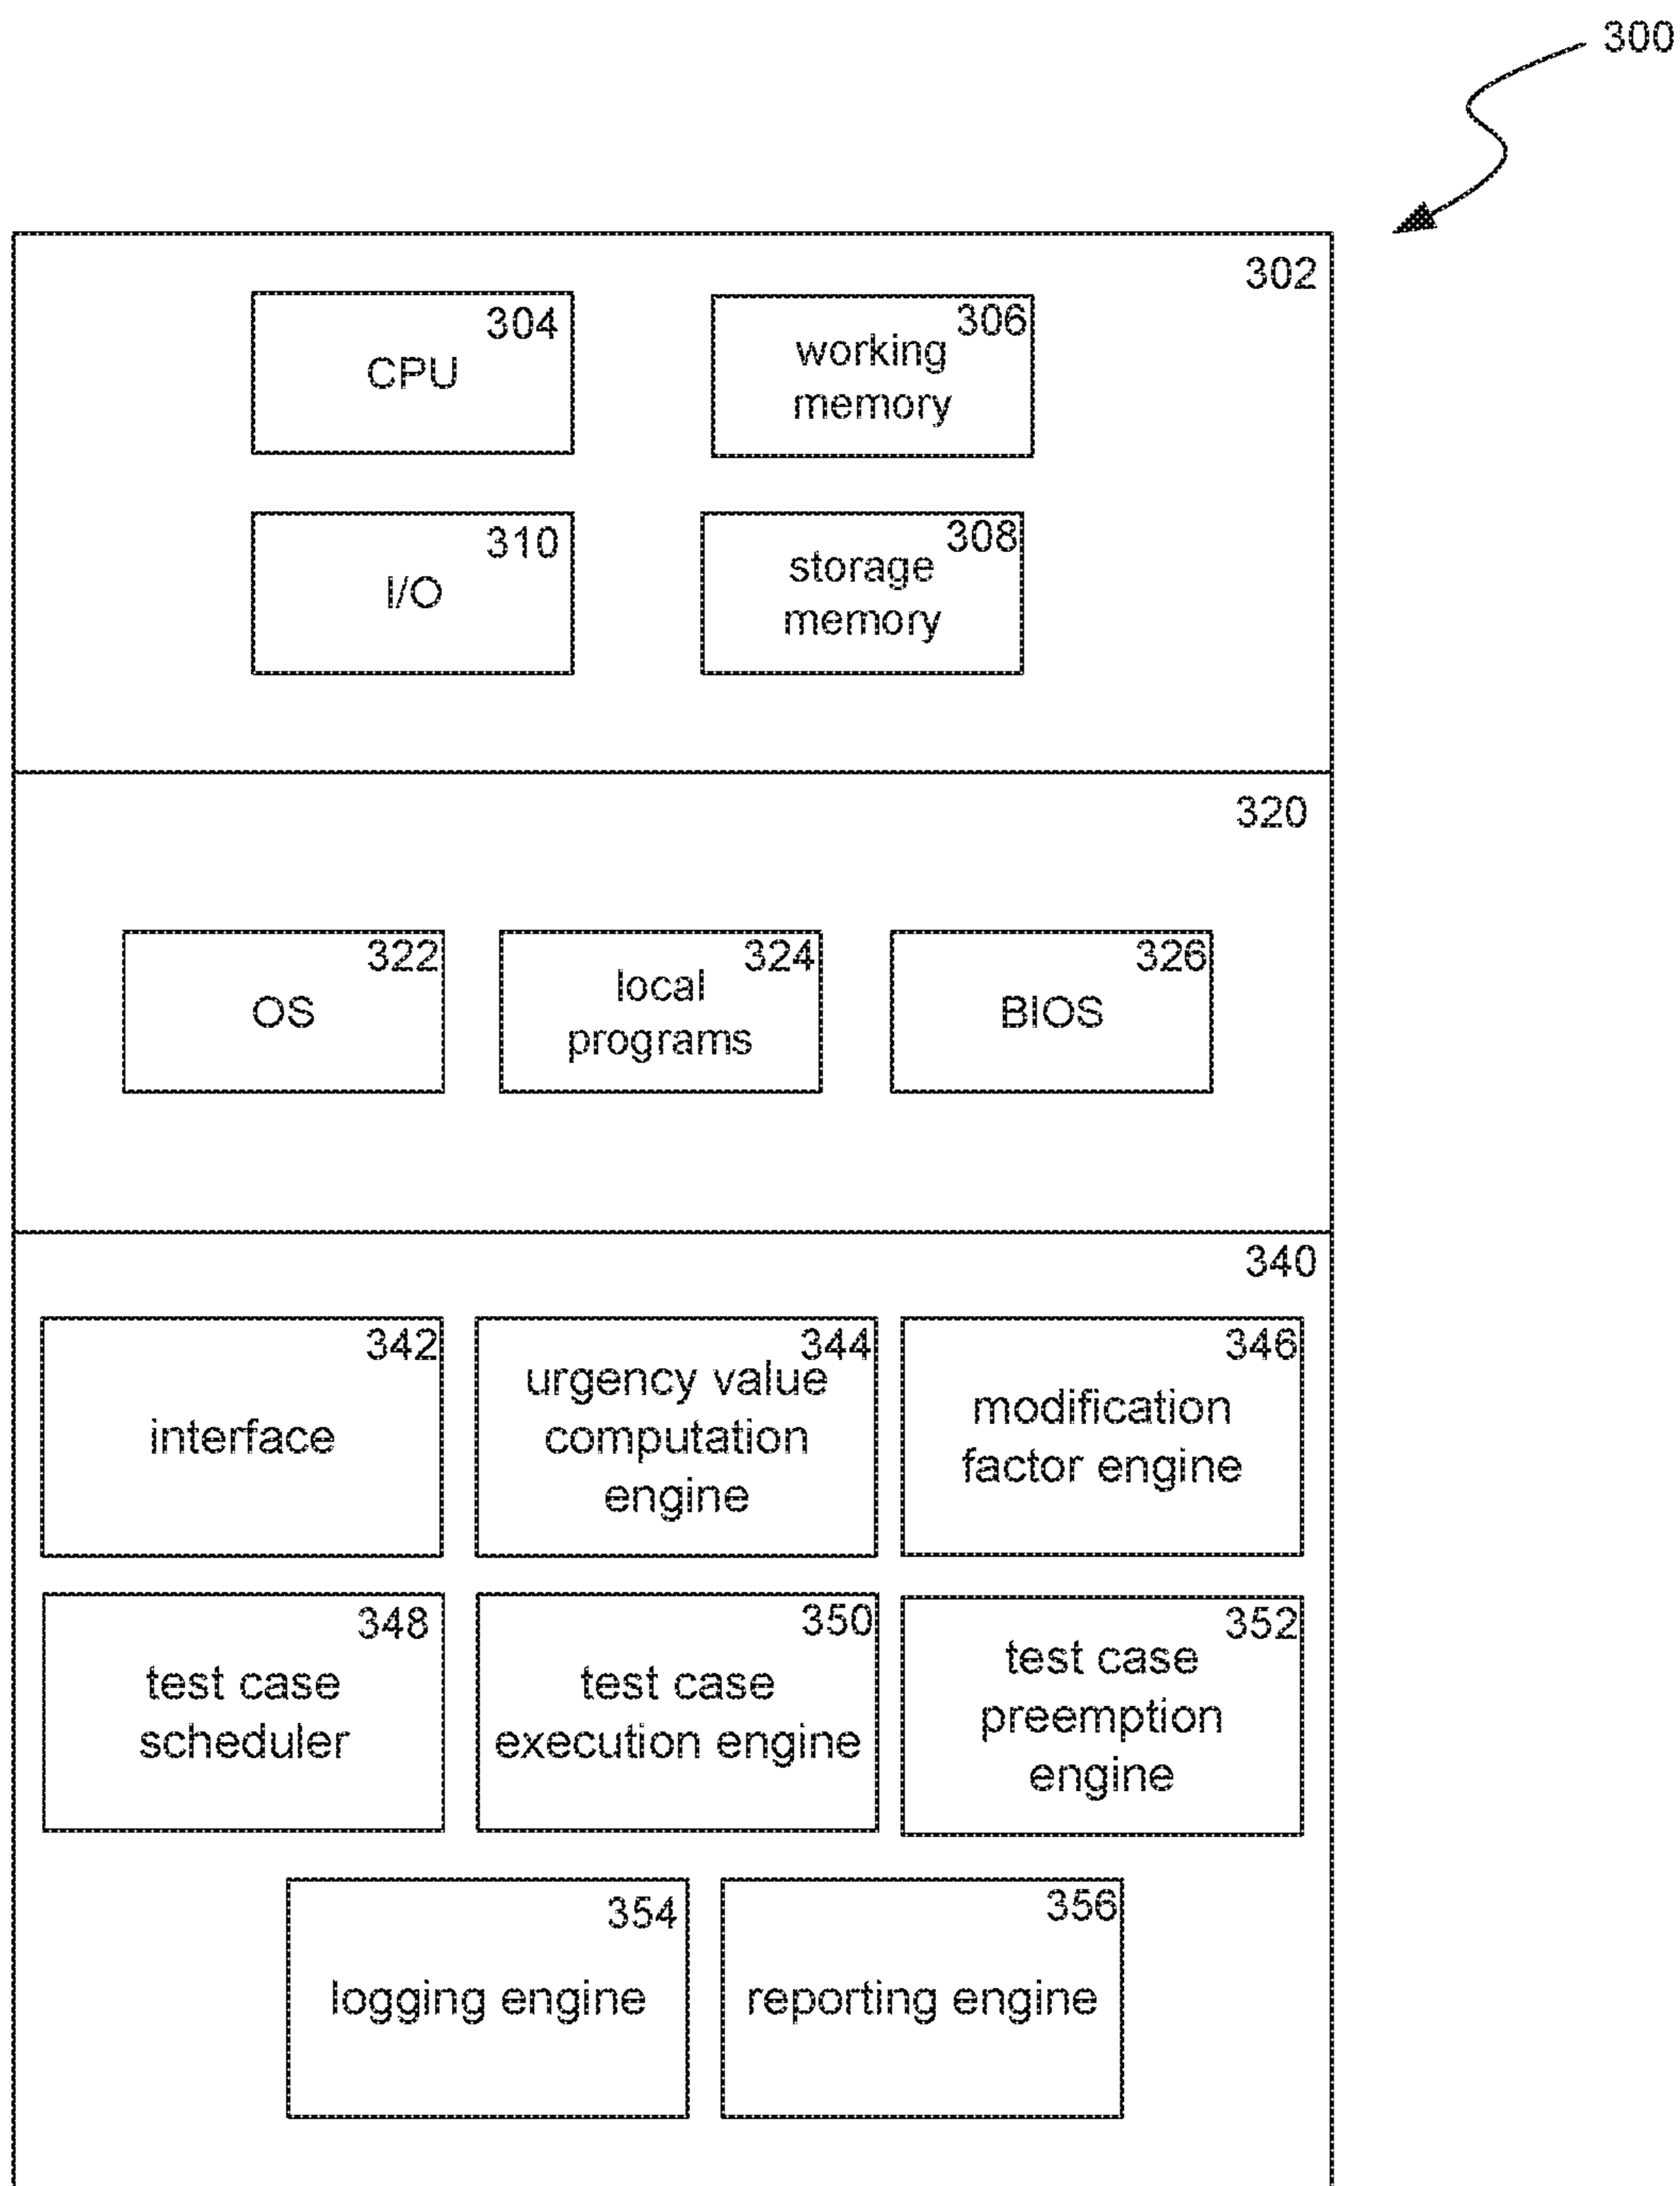 300
302
304
CPU
306
working
memory
310
I/O
308
storage
memory
320
322
OS
324
local
programs
326
BIOS
340
342
interface
344
urgency value
computation
engine
346
modification
factor engine
348
test case
scheduler
350
test case
execution engine
352
test case
preemption
engine
354
logging engine
356
reporting engine